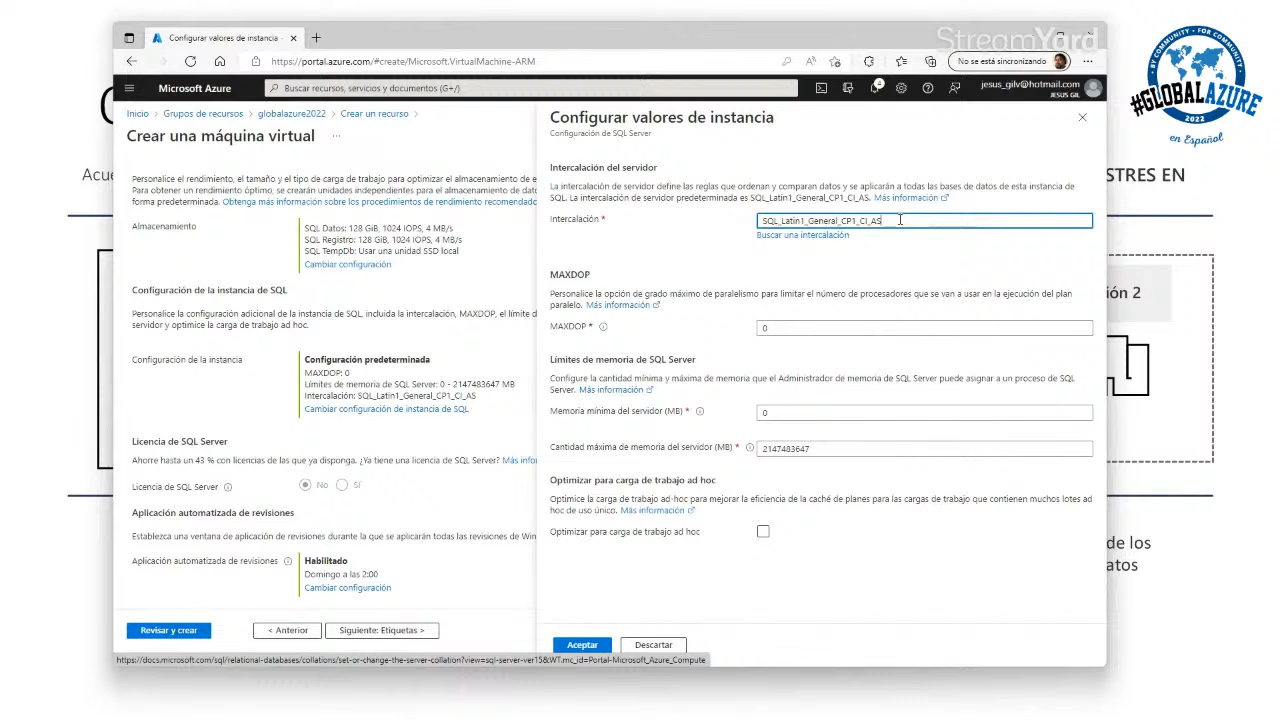 Configurar valores de instancia -
StreamYard
https://portal.azure.com/#create/Microsoft.VirtualMachine-ARM
No se está sincronizando
Microsoft Azure
Buscar recursos, servicios y documentos (G+/)
4
jesus_gilv@hotmail.com
JESUS GIL
BY COMMUNITY • FOR COMMUNITY
#GLOBALAZURE
2022
en Español
Inicio > Grupos de recursos > globalazure2022 > Crear un recurso >
Crear una máquina virtual ...
Personalice el rendimiento, el tamaño y el tipo de carga de trabajo para optimizar el almacenamiento de e
Para obtener un rendimiento óptimo, se crearán unidades independientes para el almacenamiento de dat
forma predeterminada. Obtenga más información sobre los procedimientos de rendimiento recomendado
Almacenamiento
SQL Datos: 128 GiB, 1024 IOPS, 4 MB/s
SQL Registro: 128 GiB, 1024 IOPS, 4 MB/s
SQL TempDb: Usar una unidad SSD local
Cambiar configuración
Configuración de la instancia de SQL
Personalice la configuración adicional de la instancia de SQL, incluida la intercalación, MAXDOP, el límite d
servidor y optimice la carga de trabajo ad hoc.
Configuración de la instancia
Configuración predeterminada
MAXDOP: 0
Límites de memoria de SQL Server: 0 - 2147483647 MB
Intercalación: SQL_Latin1_General_CP1_CI_AS
Cambiar configuración de instancia de SQL
Licencia de SQL Server
Ahorre hasta un 43 % con licencias de las que ya disponga. ¿Ya tiene una licencia de SQL Server? Más info
Licencia de SQL Server
No
Sí
Aplicación automatizada de revisiones
Establezca una ventana de aplicación de revisiones durante la que se aplicarán todas las revisiones de Win
Aplicación automatizada de revisiones
Habilitado
Domingo a las 2:00
Cambiar configuración
Revisar y crear
< Anterior
Siguiente: Etiquetas >
https://docs.microsoft.com/sql/relational-databases/collations/set-or-change-the-server-collation?view=sql-server-ver15&WT.mc_id=Portal-Microsoft_Azure_Compute
Configurar valores de instancia
Configuración de SQL Server
Intercalación del servidor
La intercalación de servidor define las reglas que ordenan y comparan datos y se aplicarán a todas las bases de datos de esta instancia de
SQL. La intercalación de servidor predeterminada es SQL_Latin1_General_CP1_CI_AS. Más información
Intercalación *
SQL_Latin1_General_CP1_CI_AS
Buscar una intercalación
MAXDOP
Personalice la opción de grado máximo de paralelismo para limitar el número de procesadores que se van a usar en la ejecución del plan
paralelo. Más información
MAXDOP *
0
Límites de memoria de SQL Server
Configure la cantidad mínima y máxima de memoria que el Administrador de memoria de SQL Server puede asignar a un proceso de SQL
Server. Más información
Memoria mínima del servidor (MB) *
0
Cantidad máxima de memoria del servidor (MB) *
2147483647
Optimizar para carga de trabajo ad hoc
Optimice la carga de trabajo ad-hoc para mejorar la eficiencia de la caché de planes para las cargas de trabajo que contienen muchos lotes ad
hoc de uso único. Más información
Optimizar para carga de trabajo ad hoc
Aceptar
Descartar
Acue
STRES EN
ión 2
de los
atos